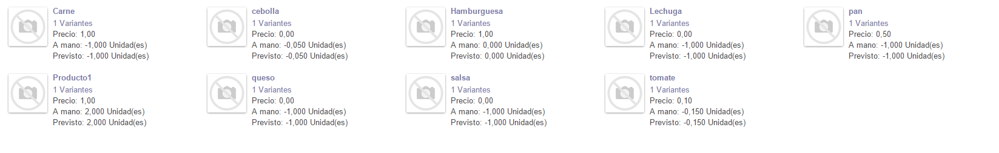 Carne
1 Variantes
Precio: 1,00
A mano: -1,000 Unidad(es)
Previsto: -1,000 Unidad(es)
cebolla
1 Variantes
Precio: 0,00
A mano: -0,050 Unidad(es)
Previsto: -0,050 Unidad(es)
Hamburguesa
1 Variantes
Precio: 1,00
A mano: 0,000 Unidad(es)
Previsto: 0,000 Unidad(es)
Lechuga
1 Variantes
Precio: 0,00
A mano: -1,000 Unidad(es)
Previsto: -1,000 Unidad(es)
pan
1 Variantes
Precio: 0,50
A mano: -1,000 Unidad(es)
Previsto: -1,000 Unidad(es)
Producto1
1 Variantes
Precio: 1,00
A mano: 2,000 Unidad(es)
Previsto: 2,000 Unidad(es)
queso
1 Variantes
Precio: 0,00
A mano: -1,000 Unidad(es)
Previsto: -1,000 Unidad(es)
salsa
1 Variantes
Precio: 0,00
A mano: -1,000 Unidad(es)
Previsto: -1,000 Unidad(es)
tomate
1 Variantes
Precio: 0,10
A mano: -0,150 Unidad(es)
Previsto: -0,150 Unidad(es)